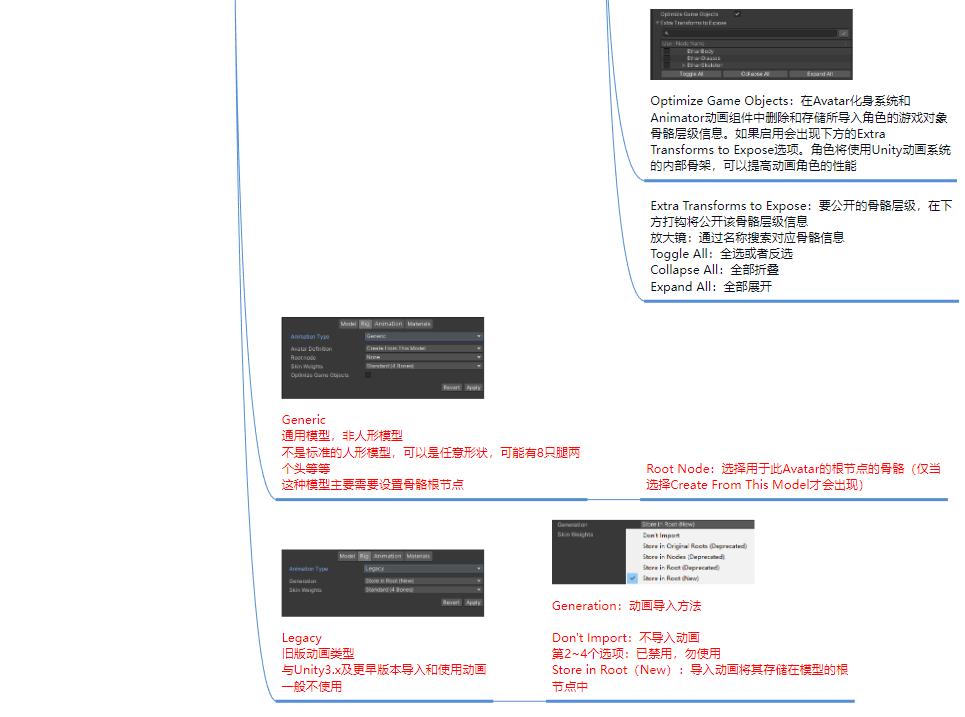 Optimize Game Objects
Extra Transforms to Expose
Use Node Name
Toggle All Collapse All Expand All
Optimize Game Objects：在Avatar化身系统和
Animator动画组件中删除和存储所导入角色的游戏对象
骨骼层级信息。如果启用会出现下方的Extra
Transforms to Expose选项。角色将使用Unity动画系统
的内部骨架，可以提高动画角色的性能
Extra Transforms to Expose：要公开的骨骼层级，在下
方打钩将公开该骨骼层级信息
放大镜：通过名称搜索对应骨骼信息
Toggle All：全选或者反选
Collapse All：全部折叠
Expand All：全部展开
Model Rig Animation Materials
Animation Type Generic
Avatar Definition Create From This Model
Root node None
Skin Weights Standard (4 Bones)
Optimize Game Objects
Revert Apply
Generic
通用模型，非人形模型
不是标准的人形模型，可以是任意形状，可能有8只腿两
个头等等
这种模型主要需要设置骨骼根节点
Root Node：选择用于此Avatar的根节点的骨骼（仅当
选择Create From This Model才会出现）
Model Rig Animation Materials
Animation Type Legacy
Generation Store in Root (New)
Skin Weights Standard (4 Bones)
Revert Apply
Legacy
旧版动画类型
与Unity3.x及更早版本导入和使用动画
一般不使用
Generation Store in Root (New)
Skin Weights Don't Import
Store in Original Roots (Deprecated)
Store in Nodes (Deprecated)
Store in Root (Deprecated)
Store in Root (New)
Generation：动画导入方法
Don't Import：不导入动画
第2~4个选项：已禁用，勿使用
Store in Root（New）：导入动画将其存储在模型的根
节点中